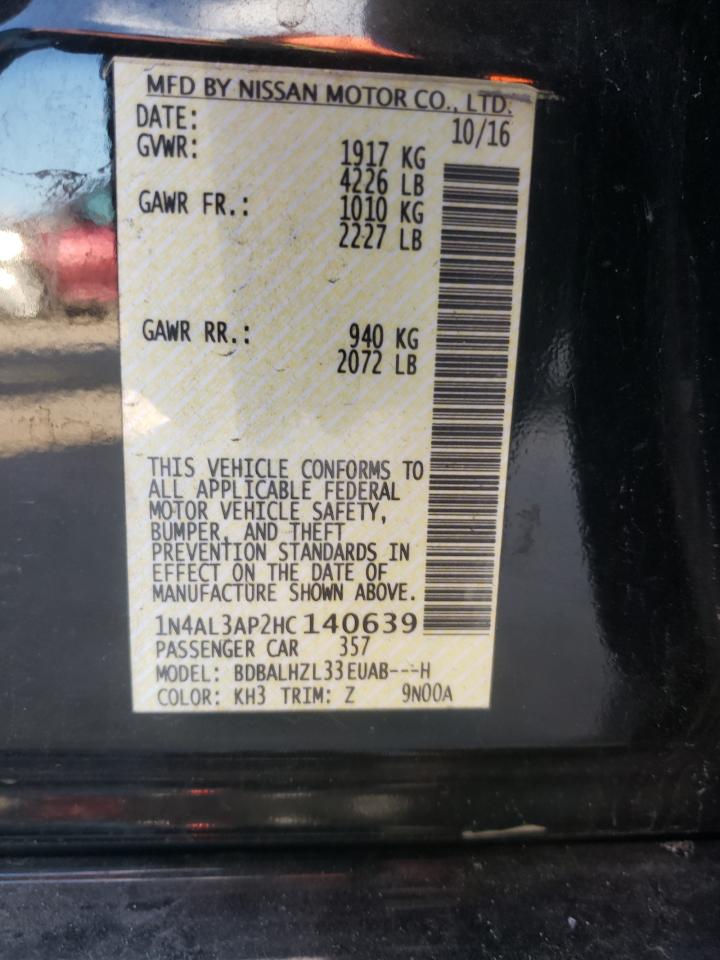 MFD BY NISSAN MOTOR CO., LTD.
DATE: 10/16
GVWR: 1917 KG
4226 LB
GAWR FR.: 1010 KG
2227 LB
GAWR RR.: 940 KG
2072 LB
THIS VEHICLE CONFORMS TO
ALL APPLICABLE FEDERAL
MOTOR VEHICLE SAFETY,
BUMPER, AND THEFT
PREVENTION STANDARDS IN
EFFECT ON THE DATE OF
MANUFACTURE SHOWN ABOVE.
1N4AL3AP2HC140639
PASSENGER CAR 357
MODEL: BDBALHZL33EUAB---H
COLOR: KH3 TRIM: Z 9N00A